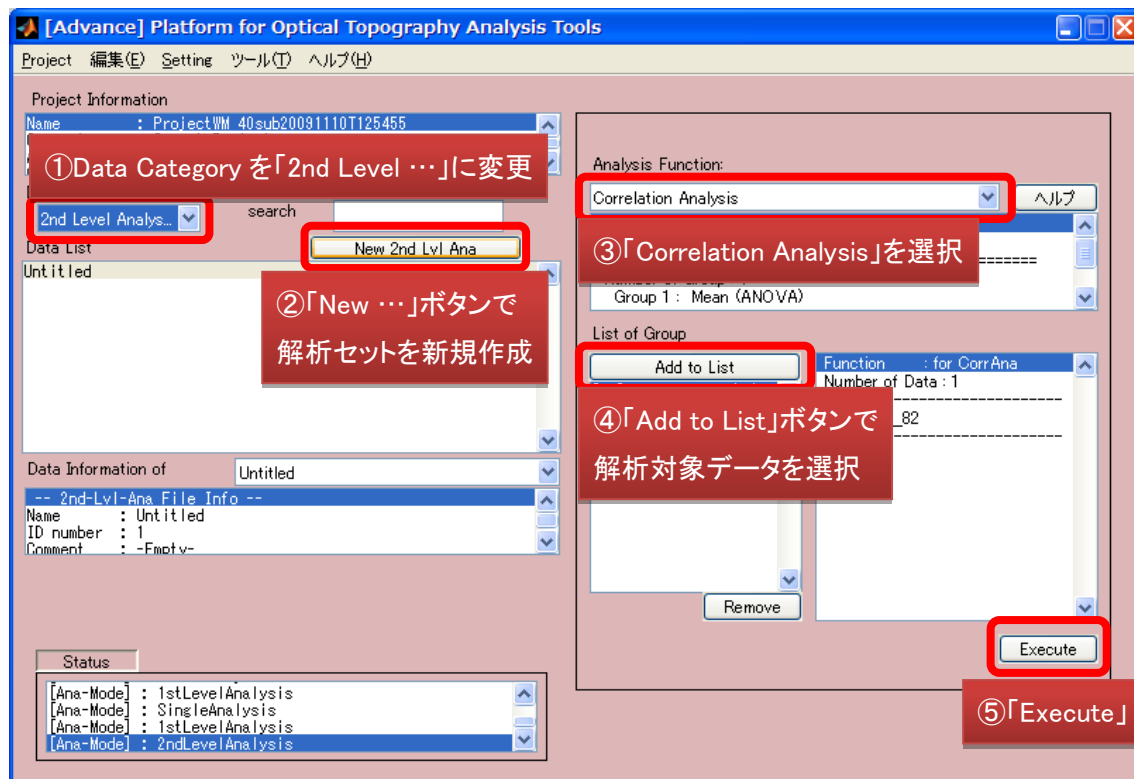 [Advance] Platform for Optical Topography Analysis Tools
Project 編集(E) Setting ツール(T) ヘルプ(H)
Project Information
Name : ProjectWM_40sub20091110T125455
①Data Category を「2nd Level …」に変更
2nd Level Analys...
search
Data List
New 2nd Lvl Ana
Untitled
②「New …」ボタンで
解析セットを新規作成
Data Information of
Untitled
-- 2nd-Lvl-Ana File Info --
Name : Untitled
ID number : 1
Comment : -Empty-
Status
[Ana-Mode] : 1stLevelAnalysis
[Ana-Mode] : SingleAnalysis
[Ana-Mode] : 1stLevelAnalysis
[Ana-Mode] : 2ndLevelAnalysis
Analysis Function:
Correlation Analysis
ヘルプ
③「Correlation Analysis」を選択
=======
Group 1 : Mean (ANOVA)
List of Group
Add to List
Function : for CorrAna
Number of Data : 1
--------------------------
_82
--------------------------
④「Add to List」ボタンで
解析対象データを選択
Remove
Execute
⑤「Execute」